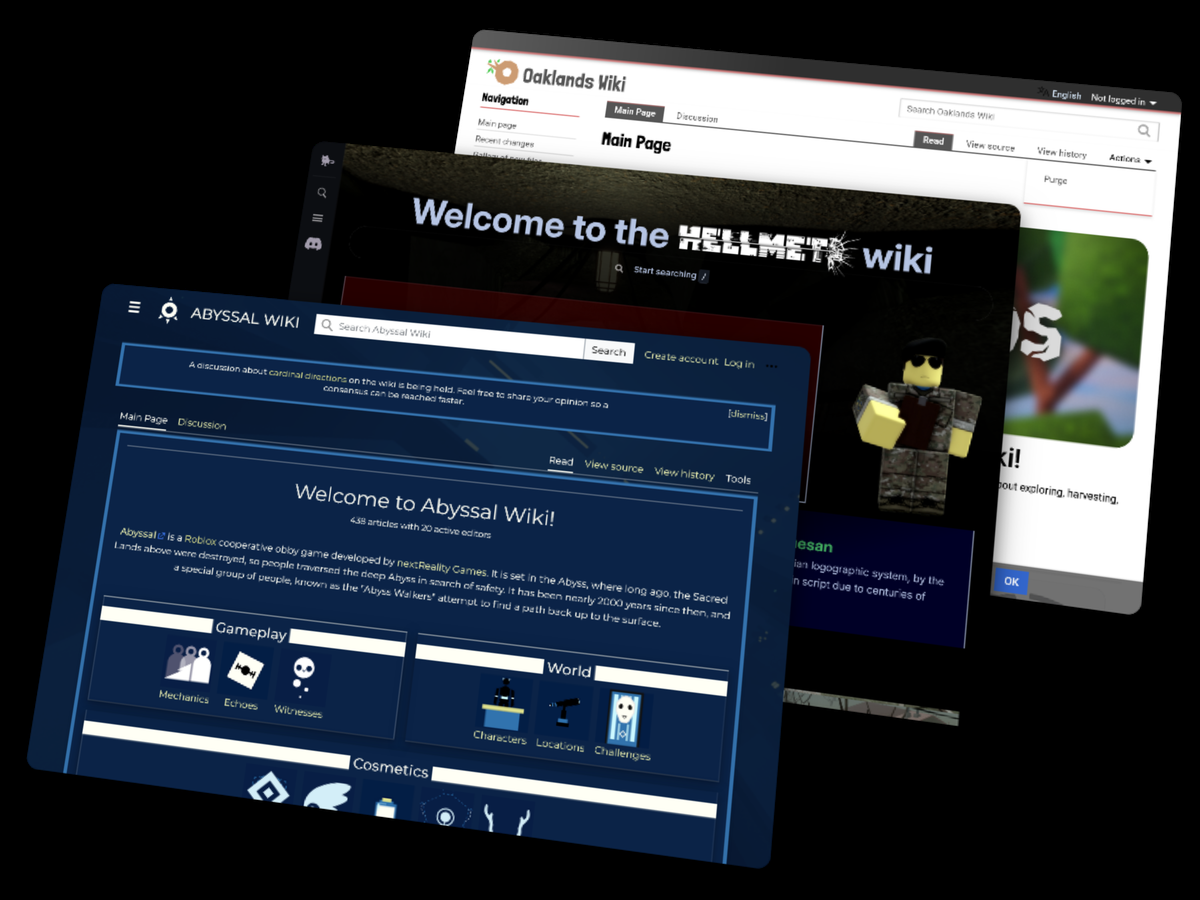 Oaklands Wiki
English
Not logged in
Search Oaklands Wiki
Navigation
Main page
Recent changes
Main Page
Discussion
Main Page
Read
View source
View history
Actions
Purge
DS
ki!
out exploring, harvesting,
OK
Welcome to the HELLMET wiki
Start searching /
esan
ian logographic system, by the
n script due to centuries of
ABYSSAL WIKI
Search Abyssal Wiki
Search
Create account
Log in
A discussion about cardinal directions on the wiki is being held. Feel free to share your opinion so a
consensus can be reached faster.
[dismiss]
Main Page
Discussion
Read
View source
View history
Tools
Welcome to Abyssal Wiki!
438 articles with 20 active editors
Abyssal is a Roblox cooperative obby game developed by nextReality Games. It is set in the Abyss, where long ago, the Sacred
Lands above were destroyed, so people traversed the deep Abyss in search of safety. It has been nearly 2000 years since then, and
a special group of people, known as the "Abyss Walkers" attempt to find a path back up to the surface.
Gameplay
Mechanics
Echoes
Witnesses
World
Characters
Locations
Challenges
Cosmetics